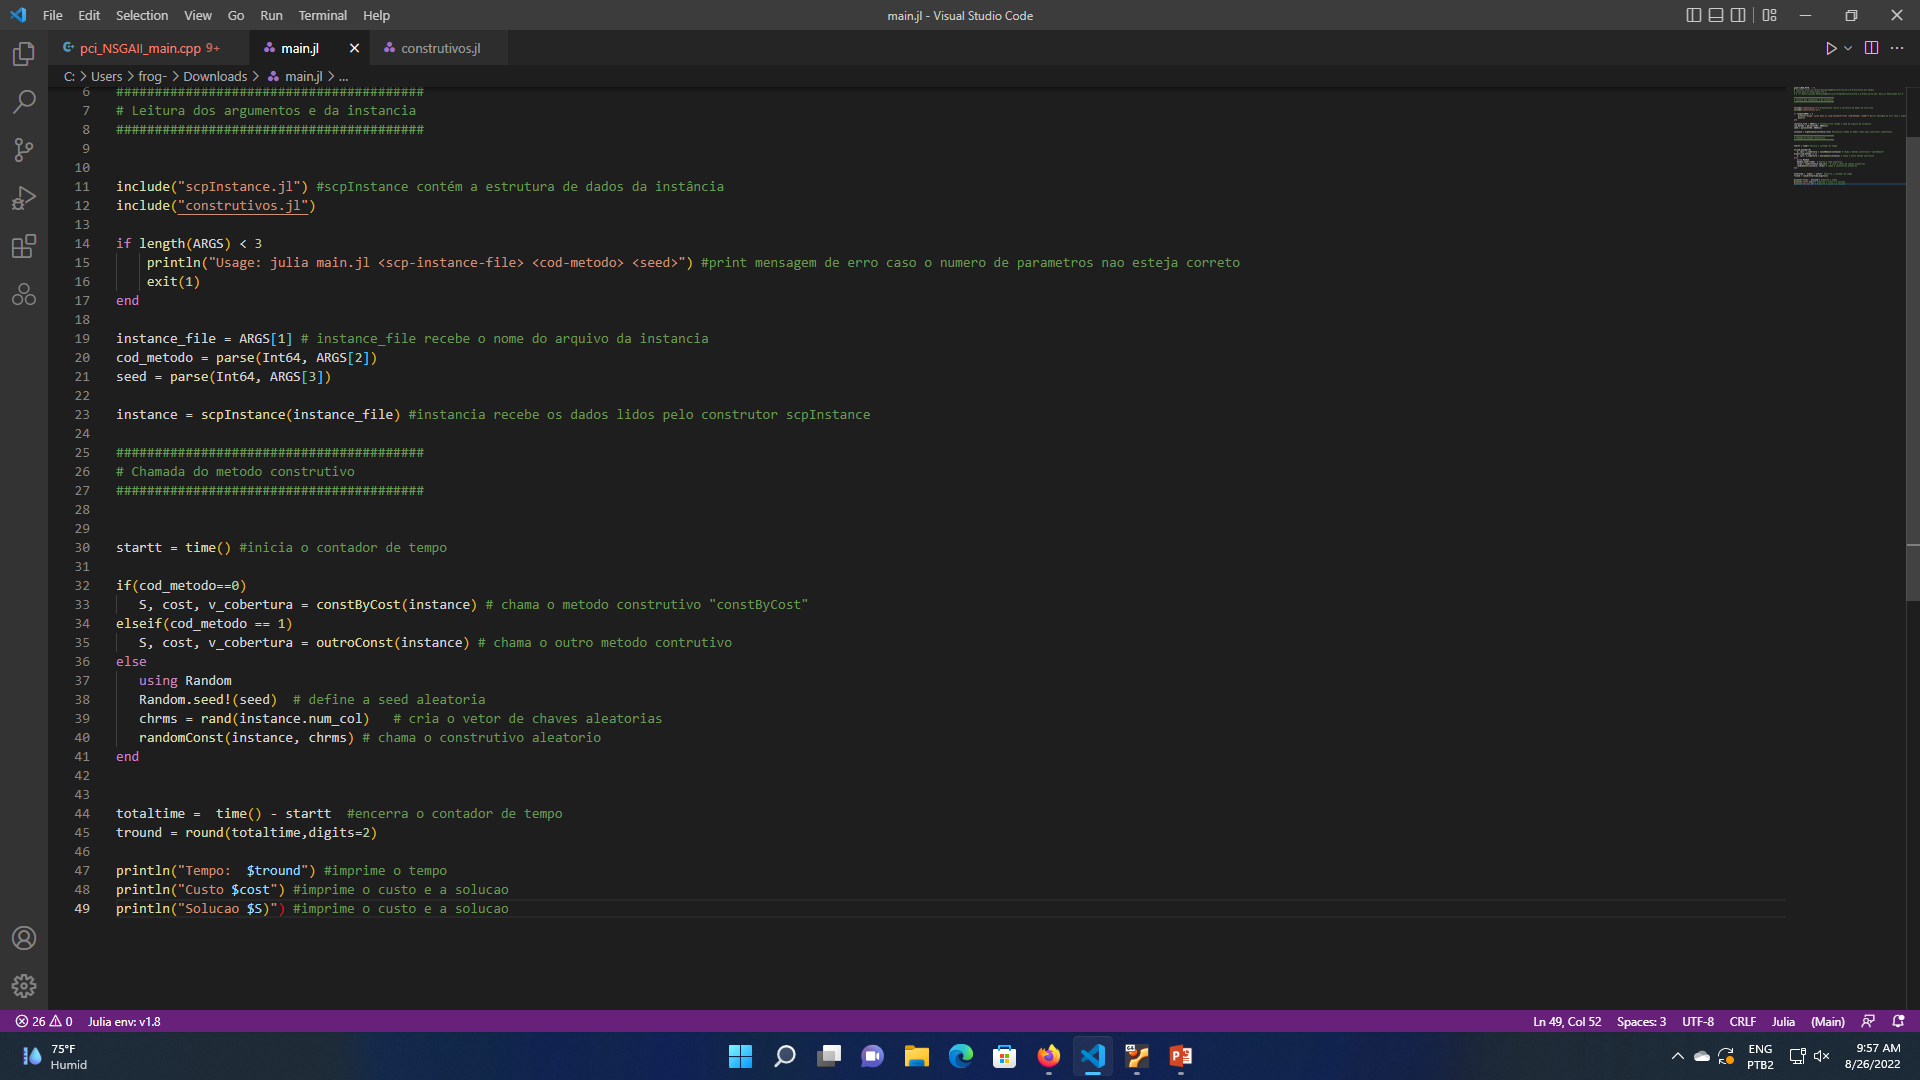 File Edit Selection View Go Run Terminal Help
main.jl - Visual Studio Code
pci_NSGAII_main.cpp 9+
main.jl
construtivos.jl
C: > Users > frog- > Downloads > main.jl > ...
6 ########################################
7 # Leitura dos argumentos e da instancia
8 ########################################
9
10
11 include("scpInstance.jl") #scpInstance contém a estrutura de dados da instância
12 include("construtivos.jl")
13
14 if length(ARGS) < 3
15 println("Usage: julia main.jl <scp-instance-file> <cod-metodo> <seed>") #print mensagem de erro caso o numero de parametros nao esteja correto
16 exit(1)
17 end
18
19 instance_file = ARGS[1] # instance_file recebe o nome do arquivo da instancia
20 cod_metodo = parse(Int64, ARGS[2])
21 seed = parse(Int64, ARGS[3])
22
23 instance = scpInstance(instance_file) #instancia recebe os dados lidos pelo construtor scpInstance
24
25 ########################################
26 # Chamada do metodo construtivo
27 ########################################
28
29
30 startt = time() #inicia o contador de tempo
31
32 if(cod_metodo==0)
33 S, cost, v_cobertura = constByCost(instance) # chama o metodo construtivo "constByCost"
34 elseif(cod_metodo == 1)
35 S, cost, v_cobertura = outroConst(instance) # chama o outro metodo contrutivo
36 else
37 using Random
38 Random.seed!(seed) # define a seed aleatoria
39 chrms = rand(instance.num_col) # cria o vetor de chaves aleatorias
40 randomConst(instance, chrms) # chama o construtivo aleatorio
41 end
42
43
44 totaltime = time() - startt #encerra o contador de tempo
45 tround = round(totaltime,digits=2)
46
47 println("Tempo: $tround") #imprime o tempo
48 println("Custo $cost") #imprime o custo e a solucao
49 println("Solucao $S)") #imprime o custo e a solucao
26 0 Julia env: v1.8
Ln 49, Col 52 Spaces: 3 UTF-8 CRLF Julia (Main)
75°F
Humid
ENG
PTB2
9:57 AM
8/26/2022